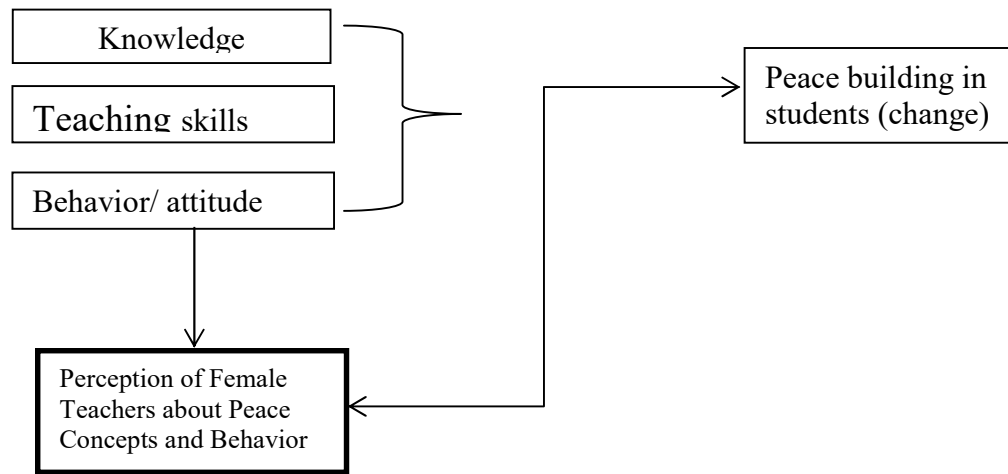 Knowledge
Teaching skills
Behavior/ attitude
Peace building in
students (change)
Perception of Female
Teachers about Peace
Concepts and Behavior